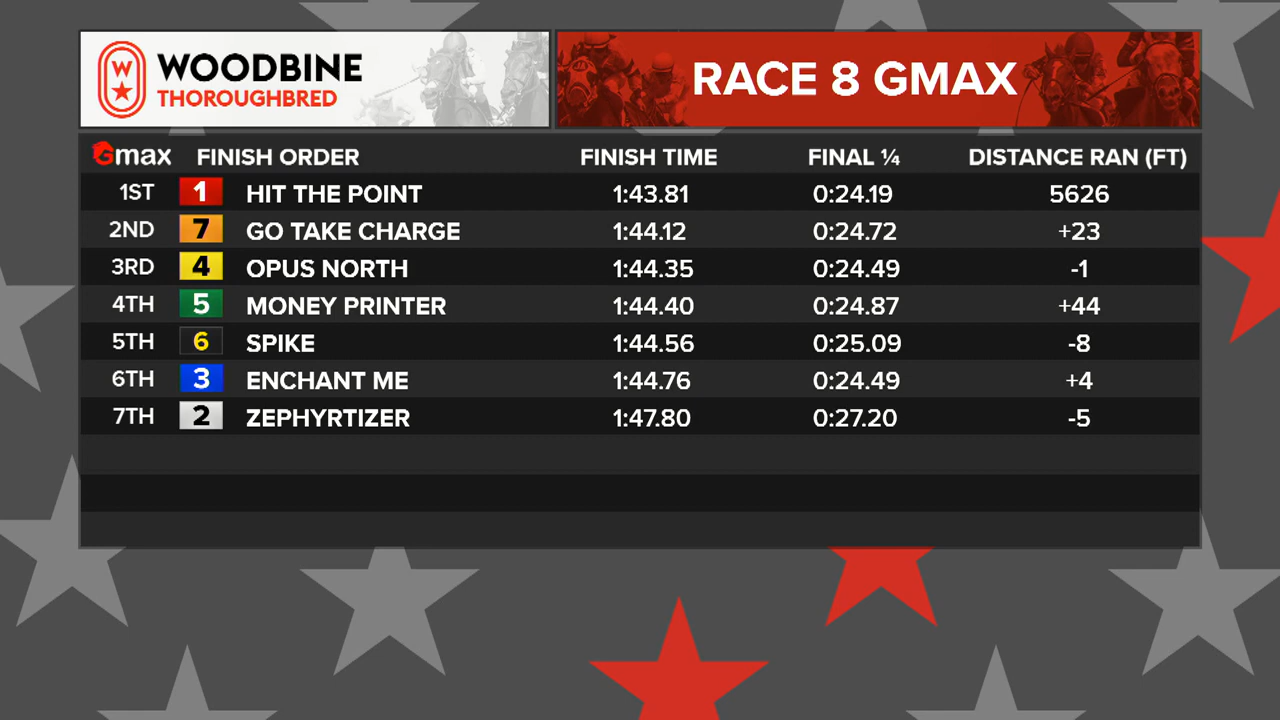 W
WOODBINE
THOROUGHBRED
RACE 8 GMAX
Gmax FINISH ORDER FINISH TIME FINAL ¼ DISTANCE RAN (FT)
1ST 1 HIT THE POINT 1:43.81 0:24.19 5626
2ND 7 GO TAKE CHARGE 1:44.12 0:24.72 +23
3RD 4 OPUS NORTH 1:44.35 0:24.49 -1
4TH 5 MONEY PRINTER 1:44.40 0:24.87 +44
5TH 6 SPIKE 1:44.56 0:25.09 -8
6TH 3 ENCHANT ME 1:44.76 0:24.49 +4
7TH 2 ZEPHYRTIZER 1:47.80 0:27.20 -5